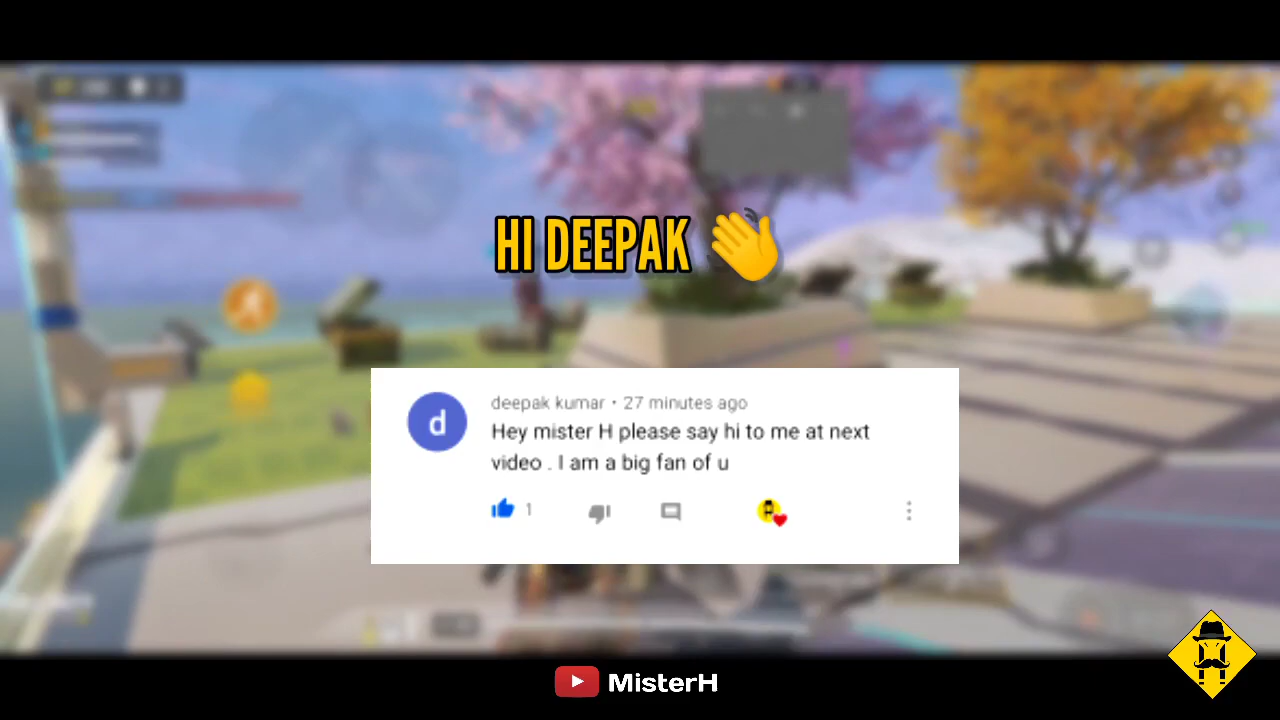 HI DEEPAK 👋
d
deepak kumar • 27 minutes ago
Hey mister H please say hi to me at next
video . I am a big fan of u
1
MisterH